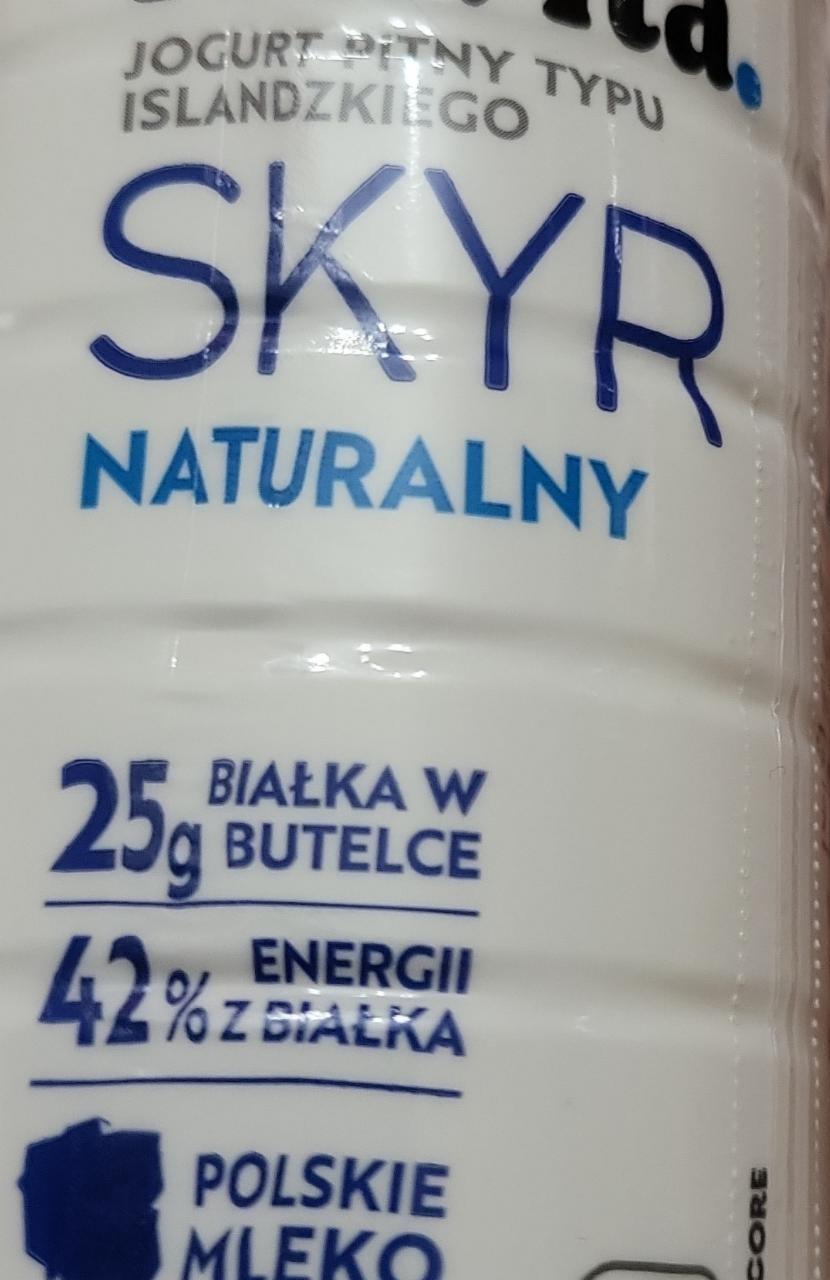 JOGURT PITNY TYPU
ISLANDZKIEGO
SKYR
NATURALNY
25g BIAŁKA W
BUTELCE
42% ENERGII
Z BIAŁKA
POLSKIE
MLEKO